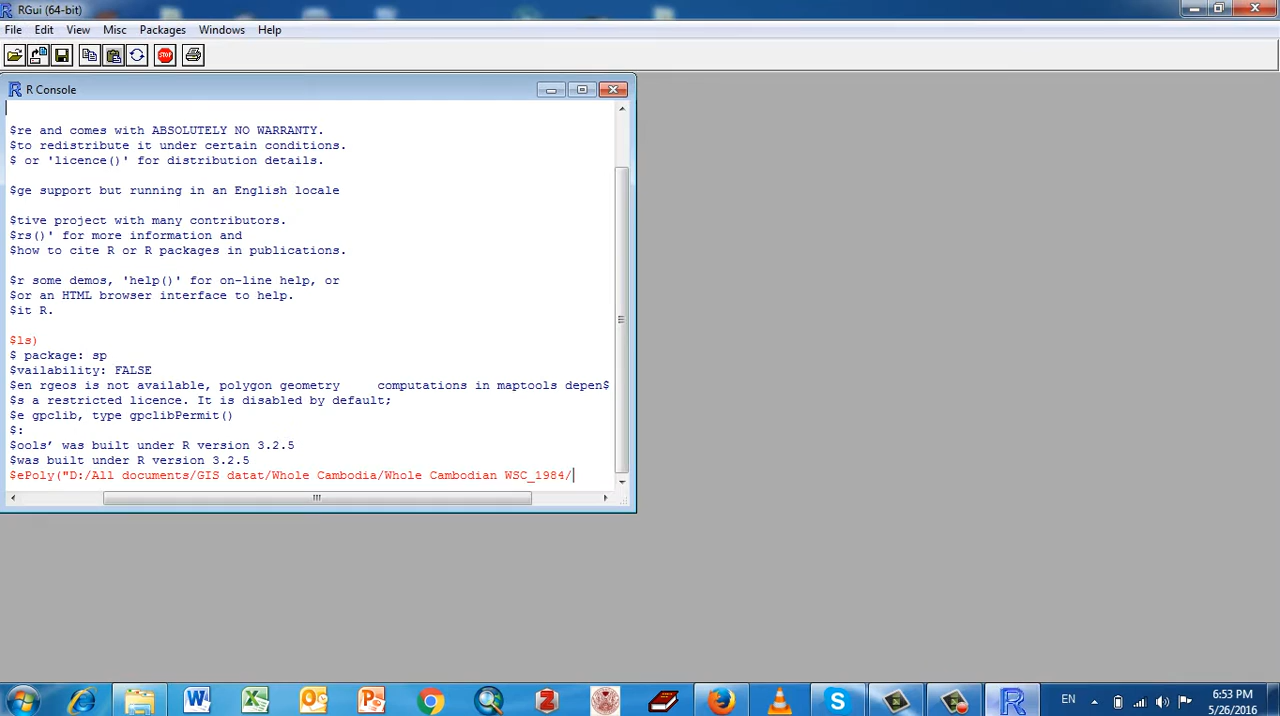 RGui (64-bit)
File Edit View Misc Packages Windows Help
STOP
R Console
$re and comes with ABSOLUTELY NO WARRANTY.
$to redistribute it under certain conditions.
$ or 'licence()' for distribution details.
$ge support but running in an English locale
$tive project with many contributors.
$rs()' for more information and
$how to cite R or R packages in publications.
$r some demos, 'help()' for on-line help, or
$or an HTML browser interface to help.
$it R.
$ls)
$ package: sp
$vailability: FALSE
$en rgeos is not available, polygon geometry     computations in maptools depen$
$s a restricted licence. It is disabled by default;
$e gpclib, type gpclibPermit()
$:
$ools’ was built under R version 3.2.5
$was built under R version 3.2.5
$ePoly("D:/All documents/GIS datat/Whole Cambodia/Whole Cambodian WSC_1984/
EN
6:53 PM
5/26/2016